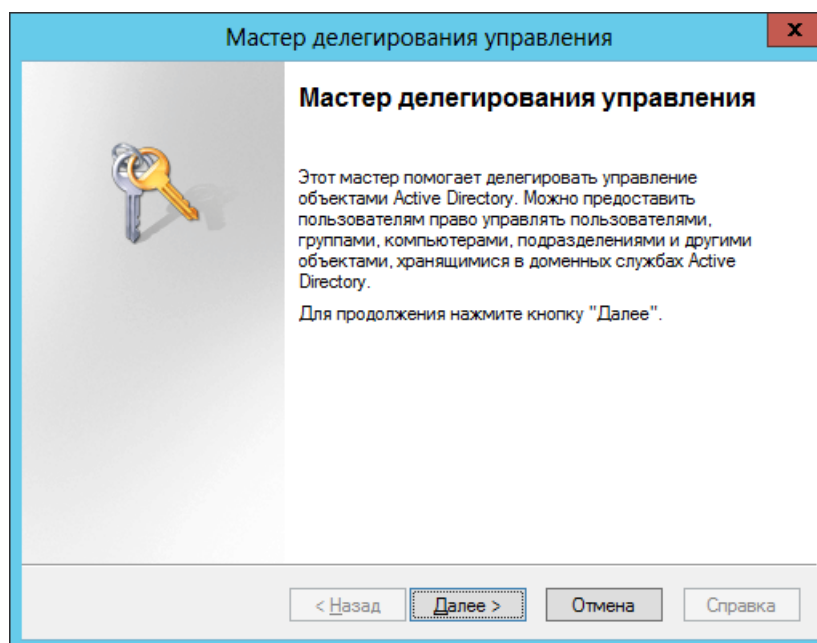 Мастер делегирования управления
x
Мастер делегирования управления
Этот мастер помогает делегировать управление
объектами Active Directory. Можно предоставить
пользователям право управлять пользователями,
группами, компьютерами, подразделениями и другими
объектами, хранящимися в доменных службах Active
Directory.
Для продолжения нажмите кнопку "Далее".
< Назад Далее > Отмена Справка